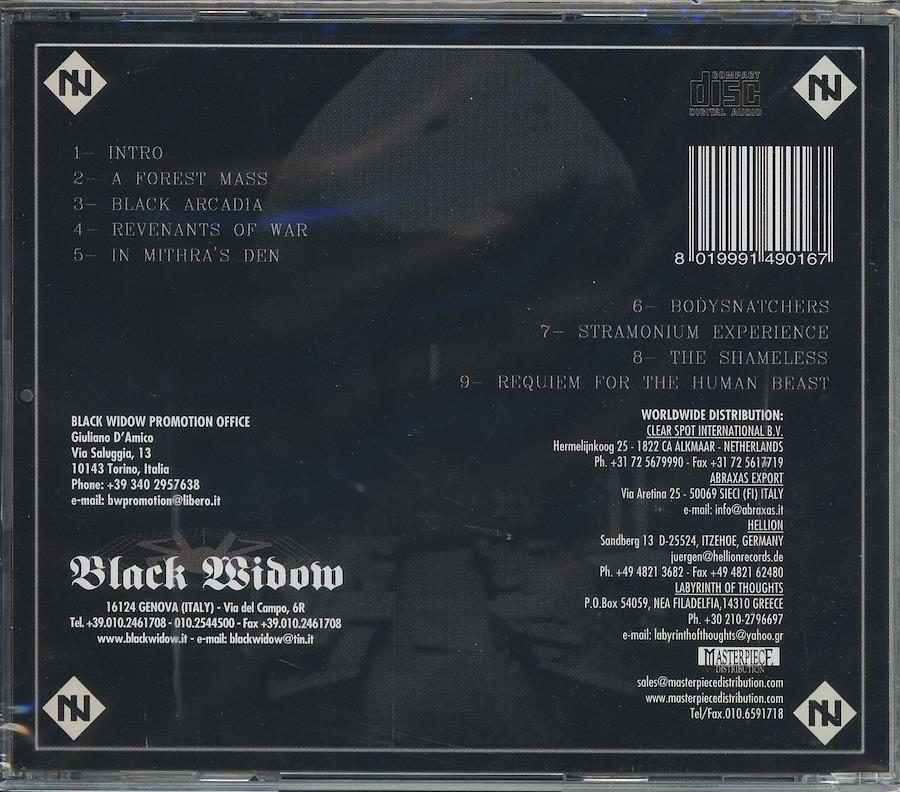 COMPACT
disc
DIGITAL AUDIO
1- INTRO
2- A FOREST MASS
3- BLACK ARCADIA
4- REVENANTS OF WAR
5- IN MITHRA'S DEN
8 019991 490167
6- BODYSNATCHERS
7- STRAMONIUM EXPERIENCE
8- THE SHAMELESS
9- REQUIEM FOR THE HUMAN BEAST
BLACK WIDOW PROMOTION OFFICE
Giuliano D'Amico
Via Saluggia, 13
10143 Torino, Italia
Phone: +39 340 2957638
e-mail: bwpromotion@libero.it
Black Widow
16124 GENOVA (ITALY) - Via del Campo, 6R
Tel. +39.010.2461708 - 010.2544500 - Fax +39.010.2461708
www.blackwidow.it - e-mail: blackwidow@tin.it
WORLDWIDE DISTRIBUTION:
CLEAR SPOT INTERNATIONAL B.V.
Hermelijnkoog 25 - 1822 CA ALKMAAR - NETHERLANDS
Ph. +31 72 5679990 - Fax +31 72 5617719
ABRAXAS EXPORT
Via Aretina 25 - 50069 SIECI (FI) ITALY
e-mail: info@abraxas.it
HELLION
Sandberg 13 D-25524, ITZEHOE, GERMANY
juergen@hellionrecords.de
Ph. +49 4821 3682 - Fax +49 4821 62480
LABYRINTH OF THOUGHTS
P.O.Box 54059, NEA FILADELFIA,14310 GREECE
Ph. +30 210-2796697
e-mail: labyrinthofthoughts@yahoo.gr
MASTERPIECE
DISTRIBUTION
sales@masterpiecedistribution.com
www.masterpiecedistribution.com
Tel/Fax.010.6591718